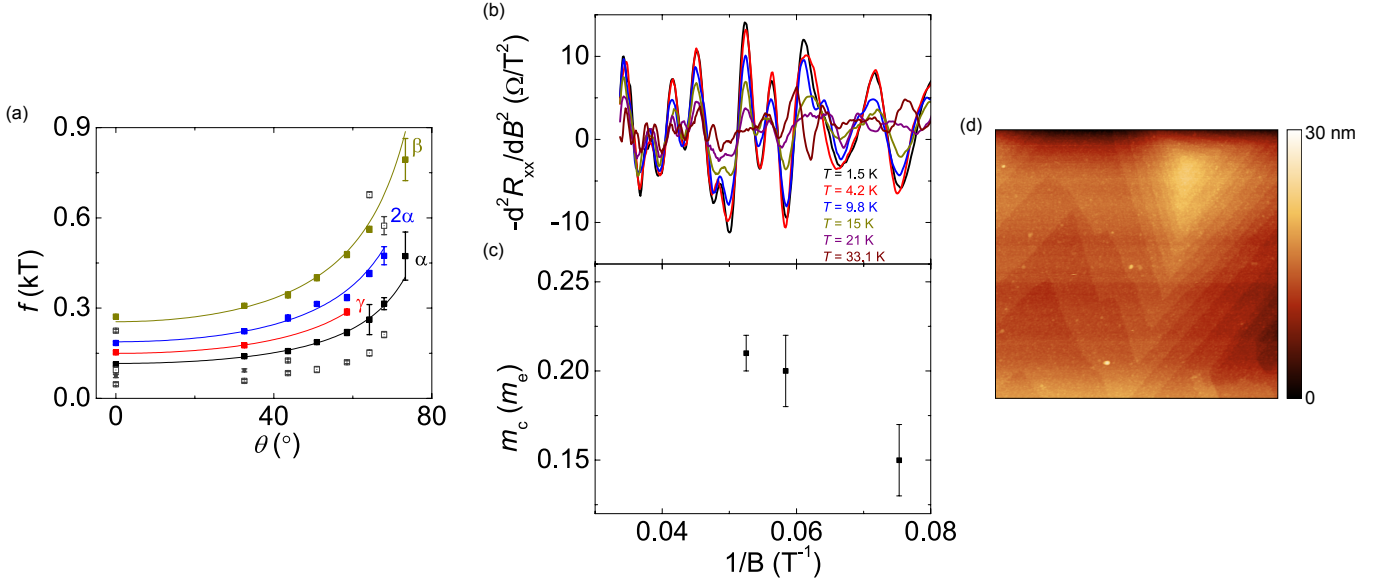 (a)
0.9
0.6
0.3
0.0
f (kT)
0
40
80
θ (°)
β
2α
α
γ
(b)
10
0
-10
-d²Rxx/dB² (Ω/T²)
T = 1.5 K
T = 4.2 K
T = 9.8 K
T = 15 K
T = 21 K
T = 33.1 K
(c)
0.25
0.20
0.15
mc (me)
0.04
0.06
0.08
1/B (T⁻¹)
(d)
30 nm
0